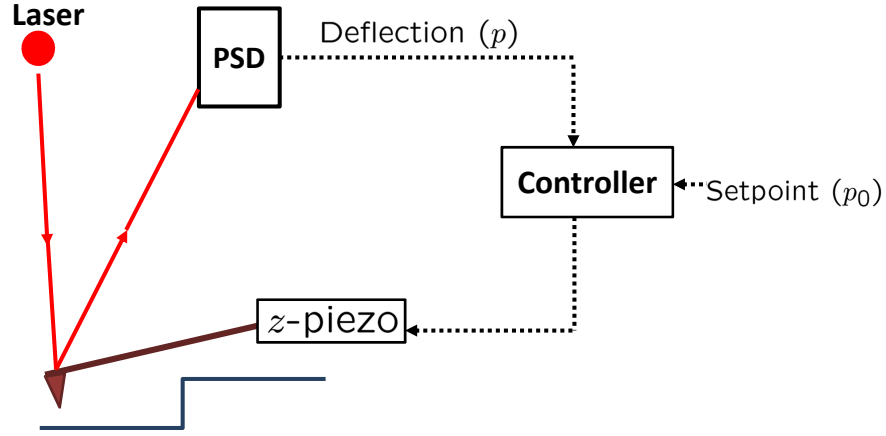 Laser
PSD
Deflection (p)
Controller
Setpoint (p₀)
z-piezo